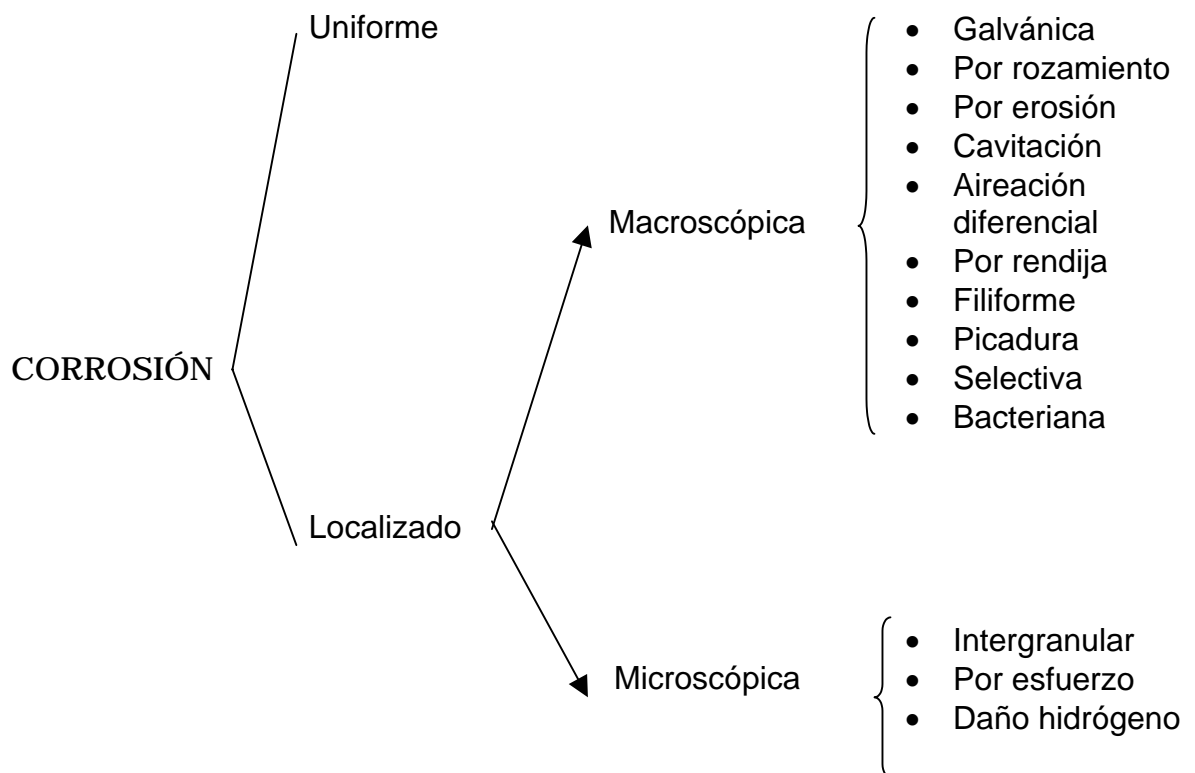 CORROSIÓN
Uniforme
Localizado
Macroscópica
• Galvánica
• Por rozamiento
• Por erosión
• Cavitación
• Aireación
diferencial
• Por rendija
• Filiforme
• Picadura
• Selectiva
• Bacteriana
Microscópica
• Intergranular
• Por esfuerzo
• Daño hidrógeno